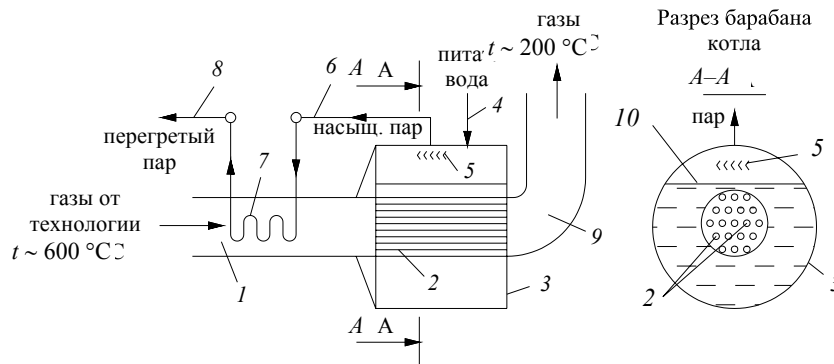 газы
t ~ 200 °C
Разрез барабана
котла
А–А
пар
8
6
А А
вода
4
перегретый
пар
насыщ. пар
7
5
10
5
газы от
технологии
t ~ 600 °C
1
2
3
9
2
А А